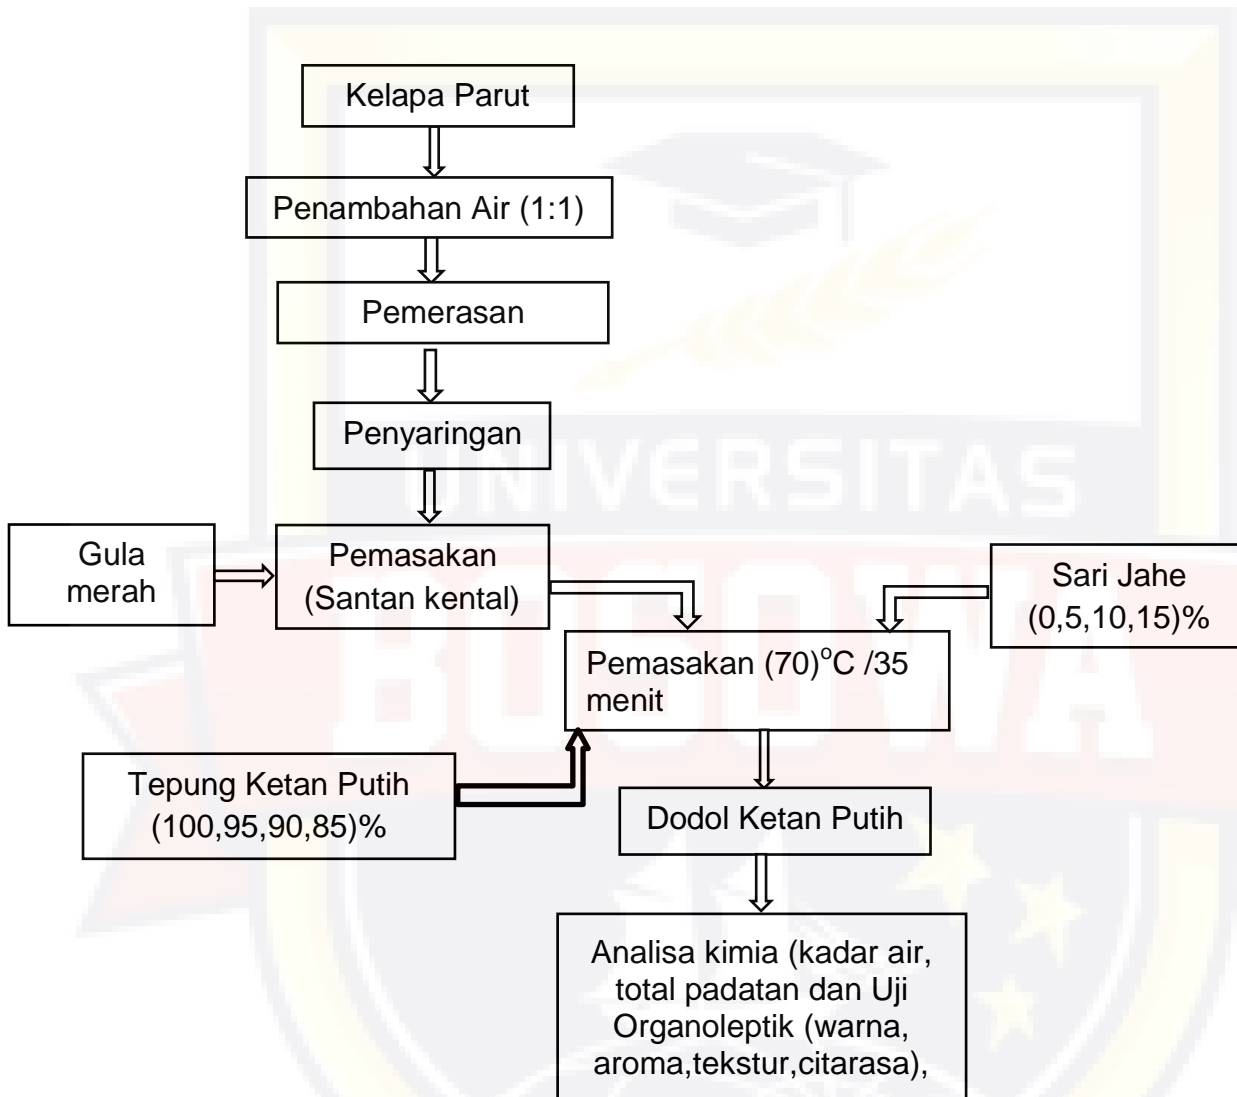 Kelapa Parut
Penambahan Air (1:1)
Pemerasan
Penyaringan
Gula
merah
Pemasakan
(Santan kental)
Sari Jahe
(0,5,10,15)%
Pemasakan (70)°C /35
menit
Tepung Ketan Putih
(100,95,90,85)%
Dodol Ketan Putih
Analisa kimia (kadar air,
total padatan dan Uji
Organoleptik (warna,
aroma,tekstur,citarasa),
UNIVERSITAS
BOSOWA